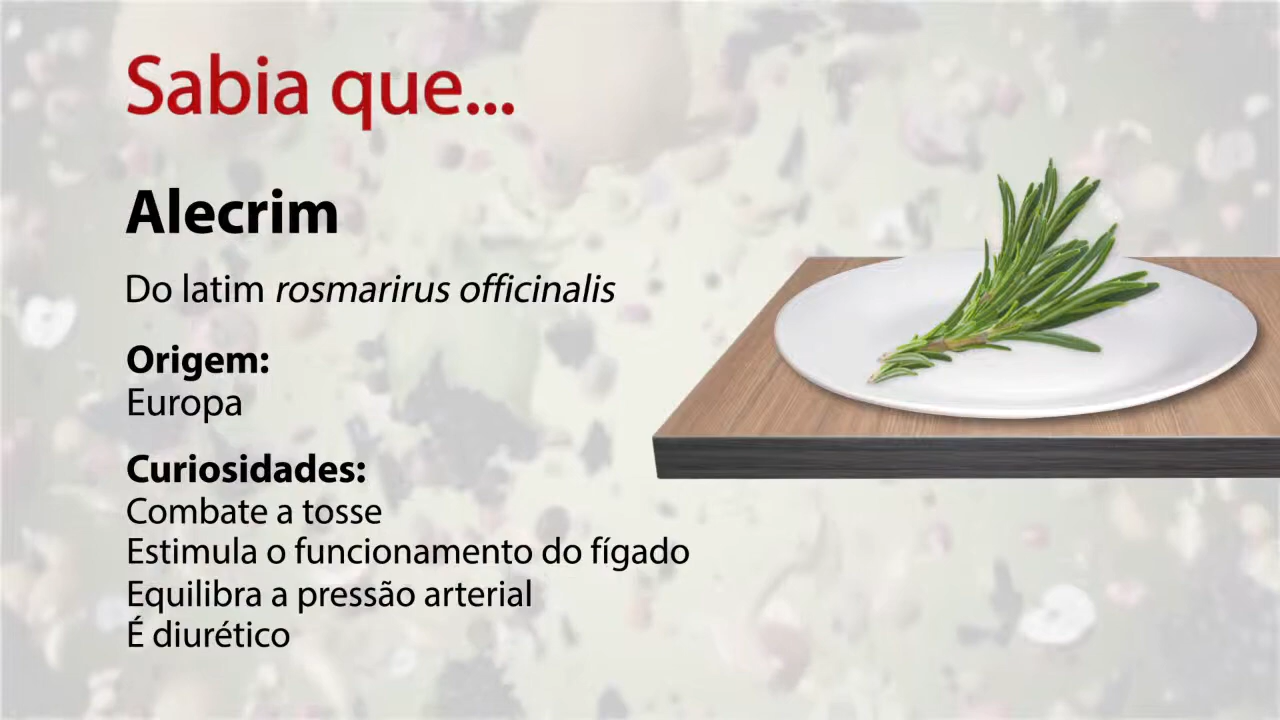 Sabia que...
Alecrim
Do latim rosmarirus officinalis
Origem:
Europa
Curiosidades:
Combate a tosse
Estimula o funcionamento do fígado
Equilibra a pressão arterial
É diurético